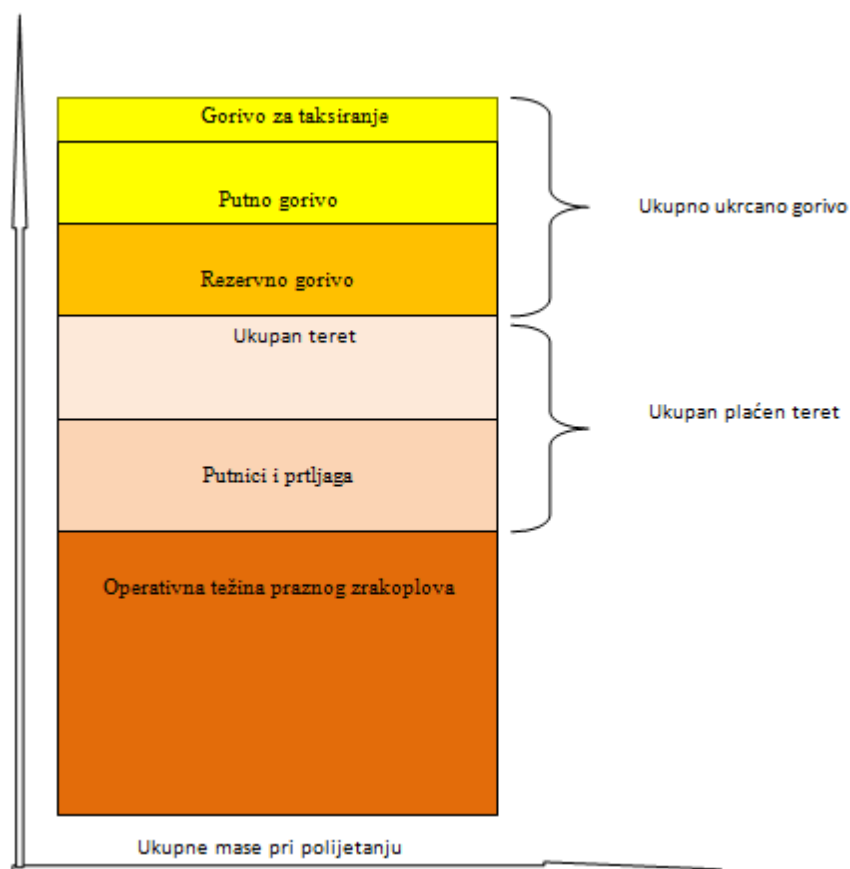 Gorivo za taksiranje
Putno gorivo
Ukupno ukrcano gorivo
Rezervno gorivo
Ukupan teret
Ukupan plaćen teret
Putnici i prtljaga
Operativna težina praznog zrakoplova
Ukupne mase pri polijetanju